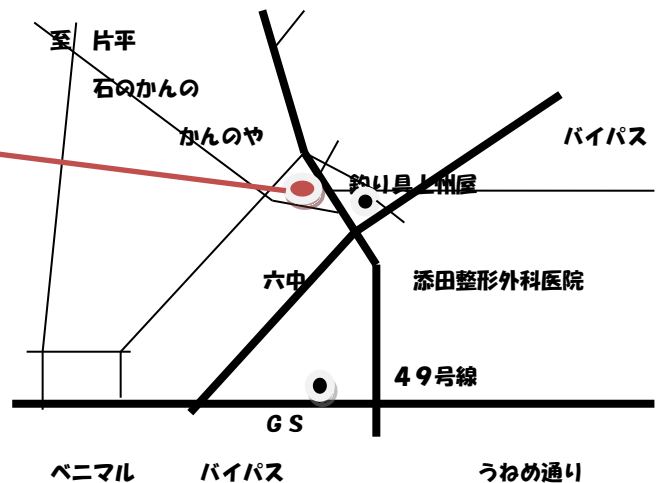 至 片平
石のかんの
かんのや
バイパス
釣り具上州屋
六中
添田整形外科医院
49号線
GS
ベニマル
バイパス
うねめ通り